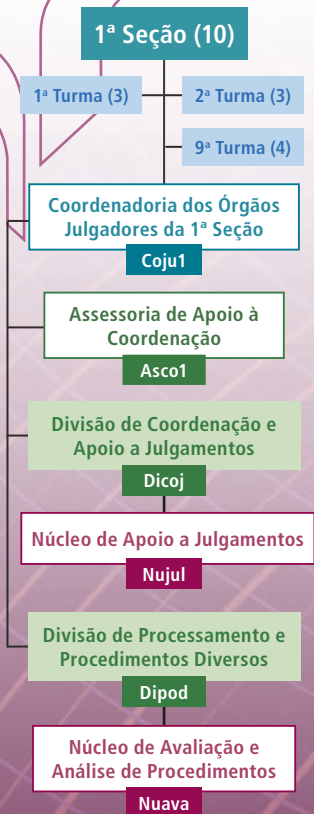 1ª Seção (10)
1ª Turma (3)
2ª Turma (3)
9ª Turma (4)
Coordenadoria dos Órgãos
Julgadores da 1ª Seção
Coju1
Assessoria de Apoio à
Coordenação
Asco1
Divisão de Coordenação e
Apoio a Julgamentos
Dicoj
Núcleo de Apoio a Julgamentos
Nujul
Divisão de Processamento e
Procedimentos Diversos
Dipod
Núcleo de Avaliação e
Análise de Procedimentos
Nuava